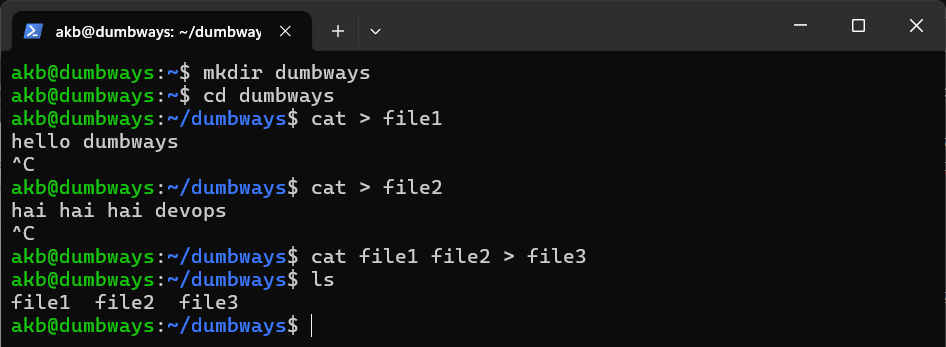 akb@dumbways: ~/dumbway
akb@dumbways:~$ mkdir dumbways
akb@dumbways:~$ cd dumbways
akb@dumbways:~/dumbways$ cat > file1
hello dumbways
^C
akb@dumbways:~/dumbways$ cat > file2
hai hai hai devops
^C
akb@dumbways:~/dumbways$ cat file1 file2 > file3
akb@dumbways:~/dumbways$ ls
file1  file2  file3
akb@dumbways:~/dumbways$